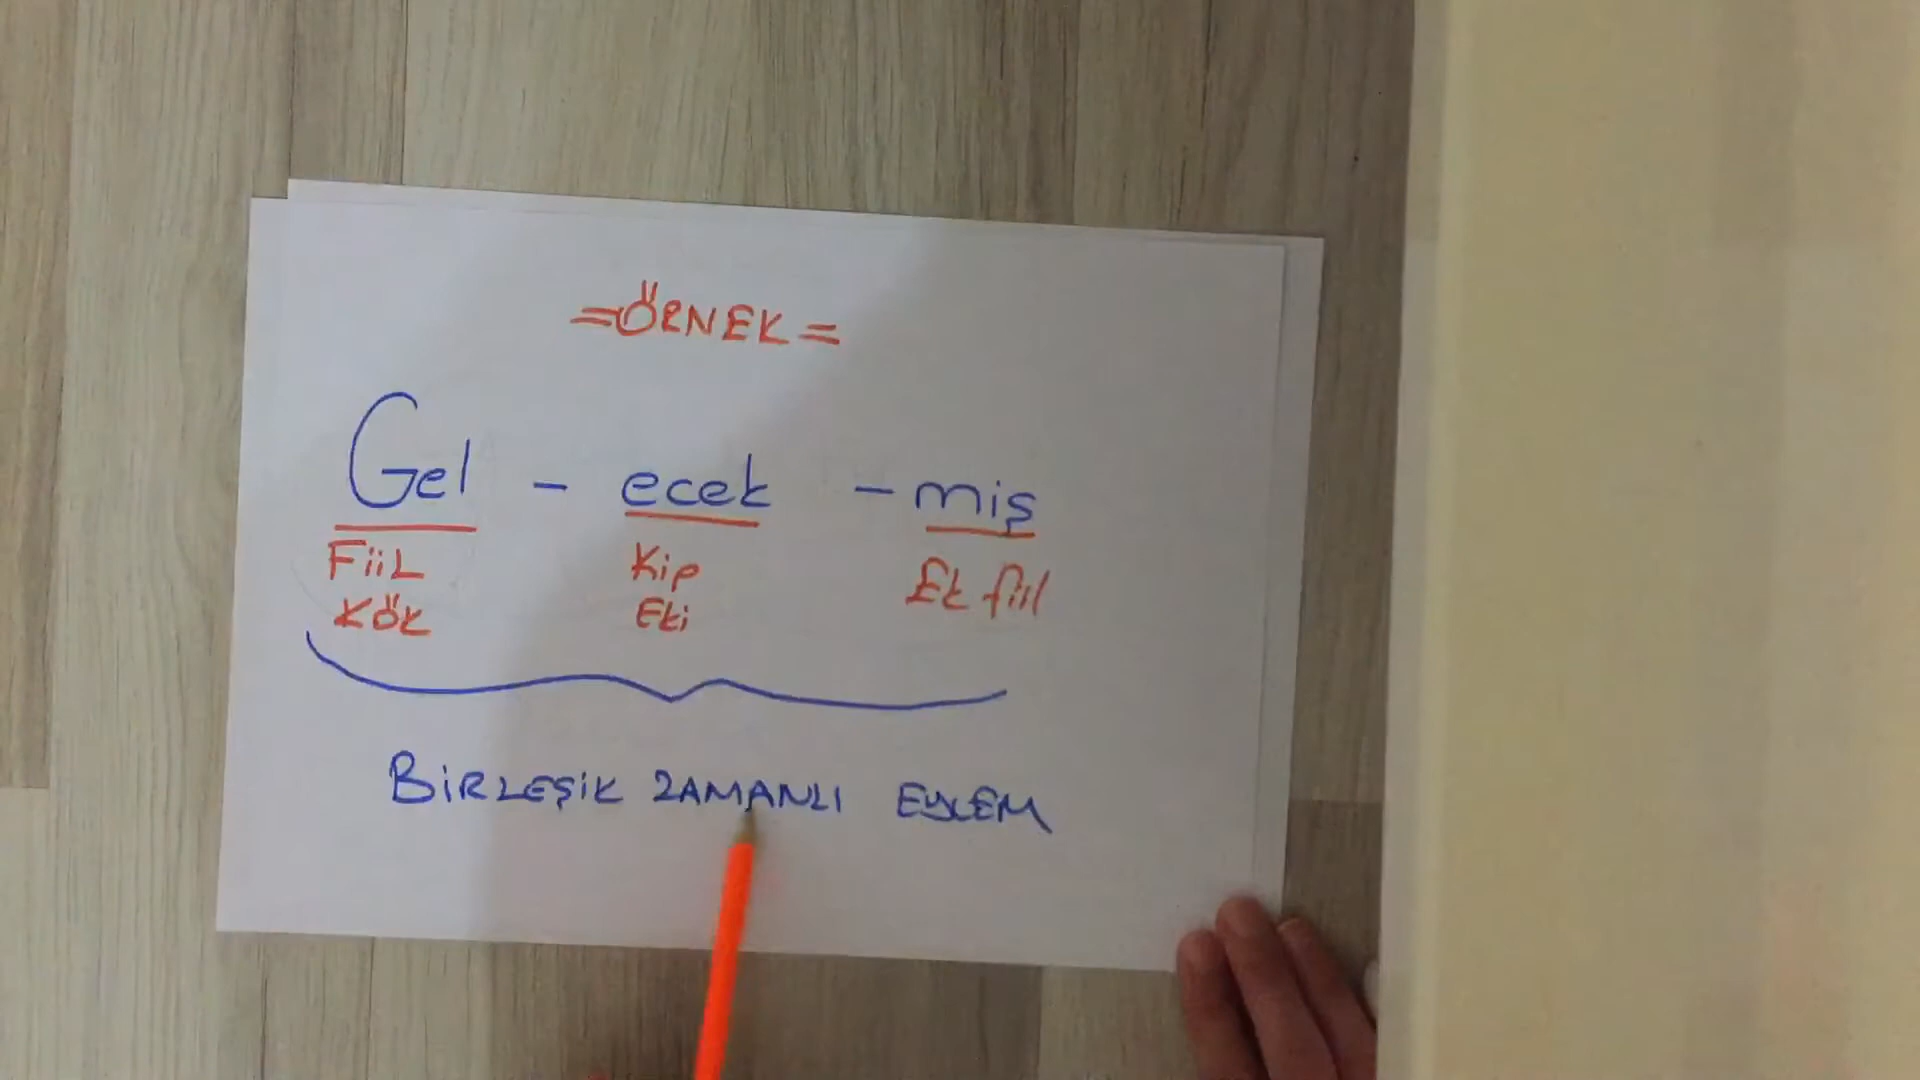 =ÖRNEK=
Gel - ecek - miş
Fiil Kip Ek fiil
KÖK Eki
BİRLEŞİK ZAMANLI EYLEM